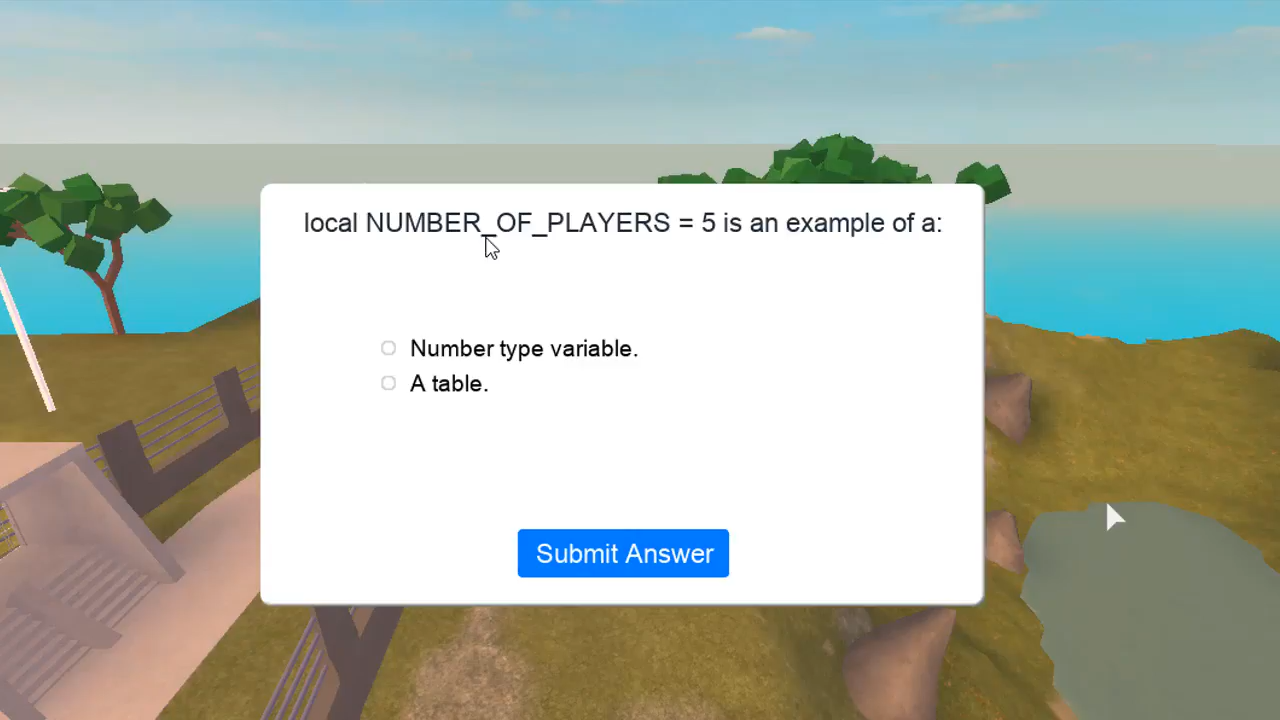 local NUMBER_OF_PLAYERS = 5 is an example of a:
Number type variable.
A table.
Submit Answer